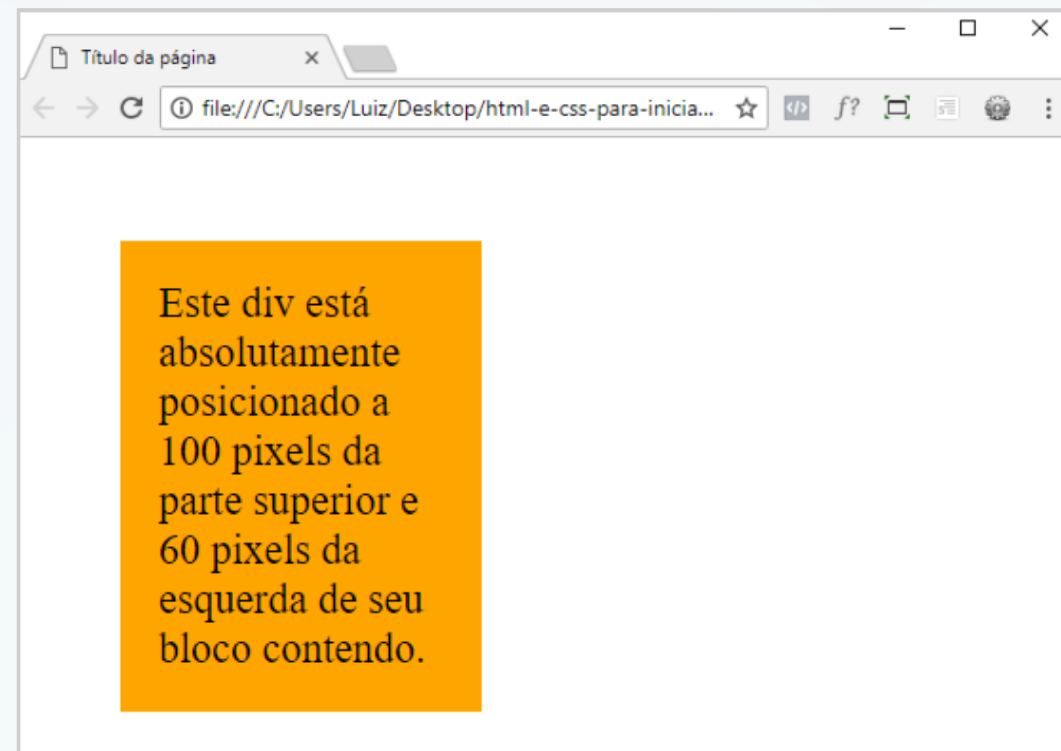 Título da página
file:///C:/Users/Luiz/Desktop/html-e-css-para-inicia...
f?
Este div está
absolutamente
posicionado a
100 pixels da
parte superior e
60 pixels da
esquerda de seu
bloco contendo.